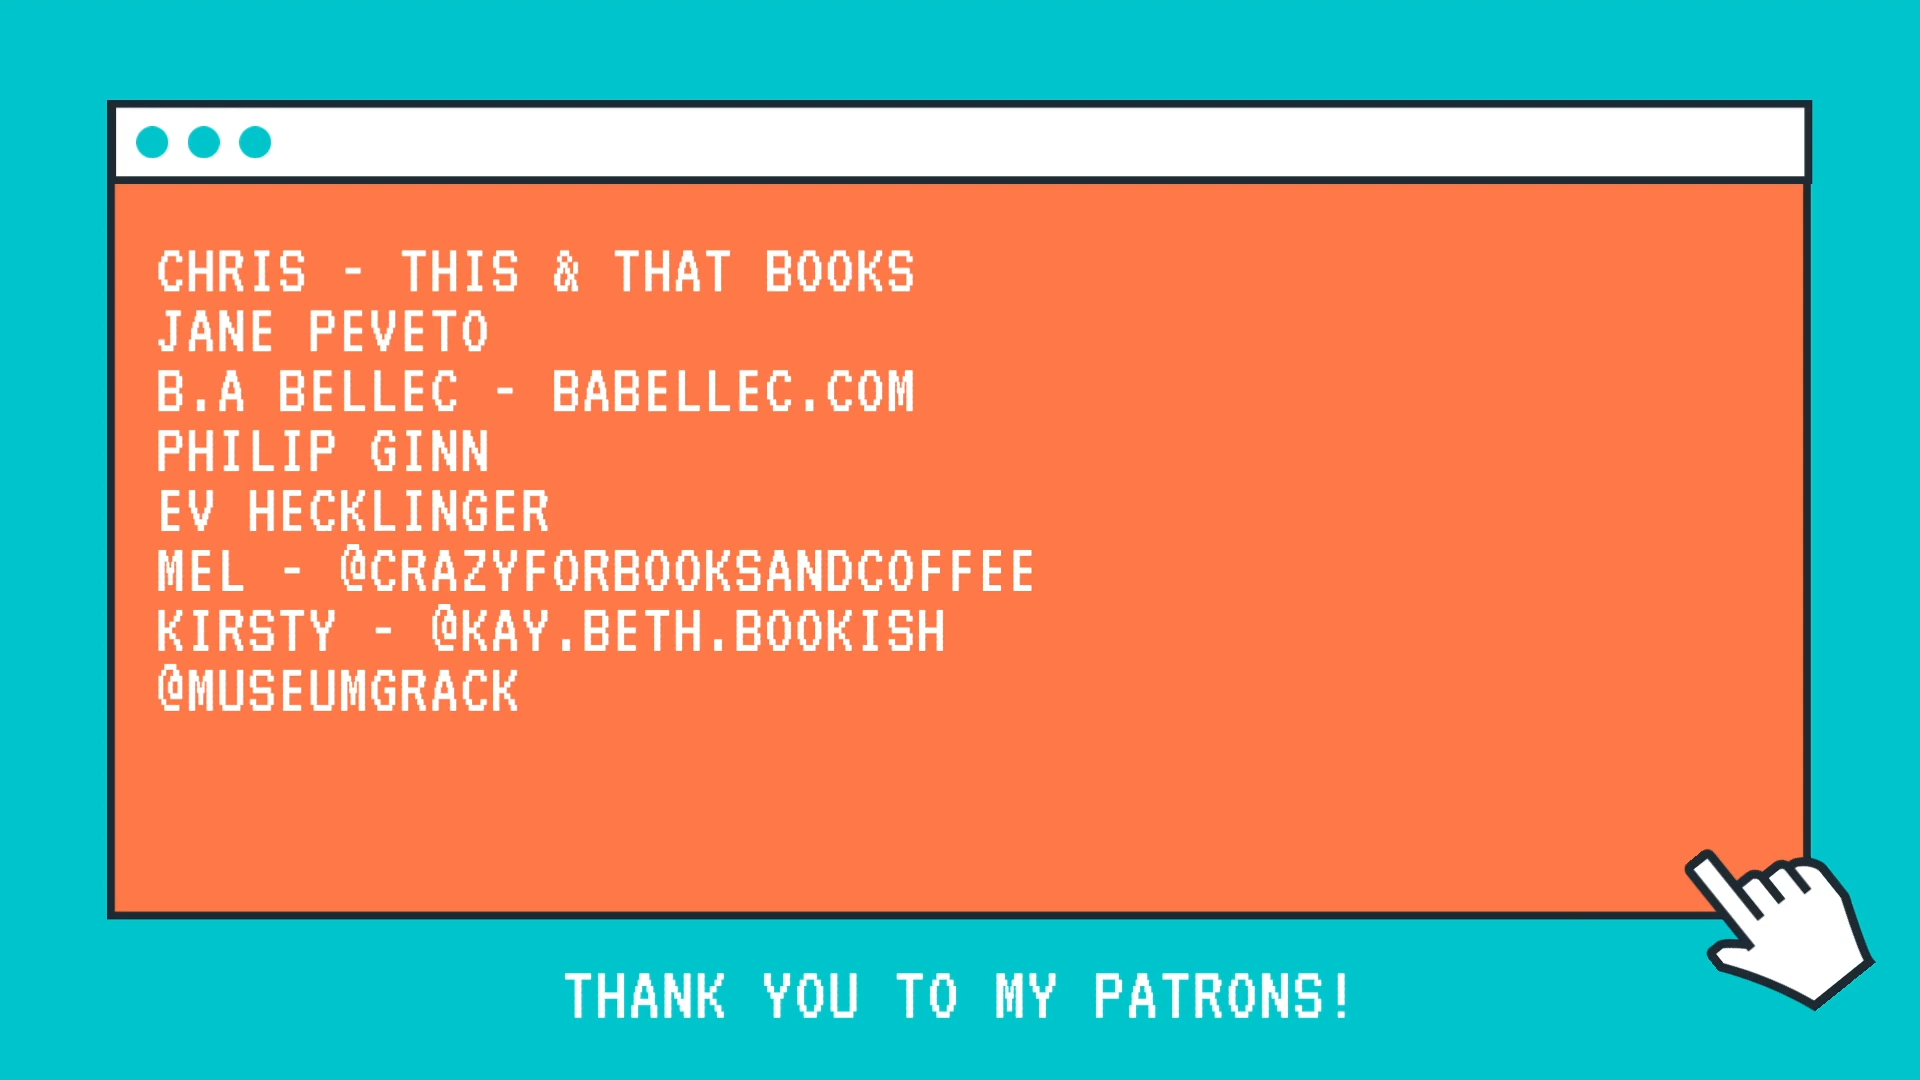 CHRIS - THIS & THAT BOOKS
JANE PEVETO
B.A BELLEC - BABELLEC.COM
PHILIP GINN
EV HECKLINGER
MEL - @CRAZYFORBOOKSANDCOFFEE
KIRSTY - @KAY.BETH.BOOKISH
@MUSEUMGRACK
THANK YOU TO MY PATRONS!